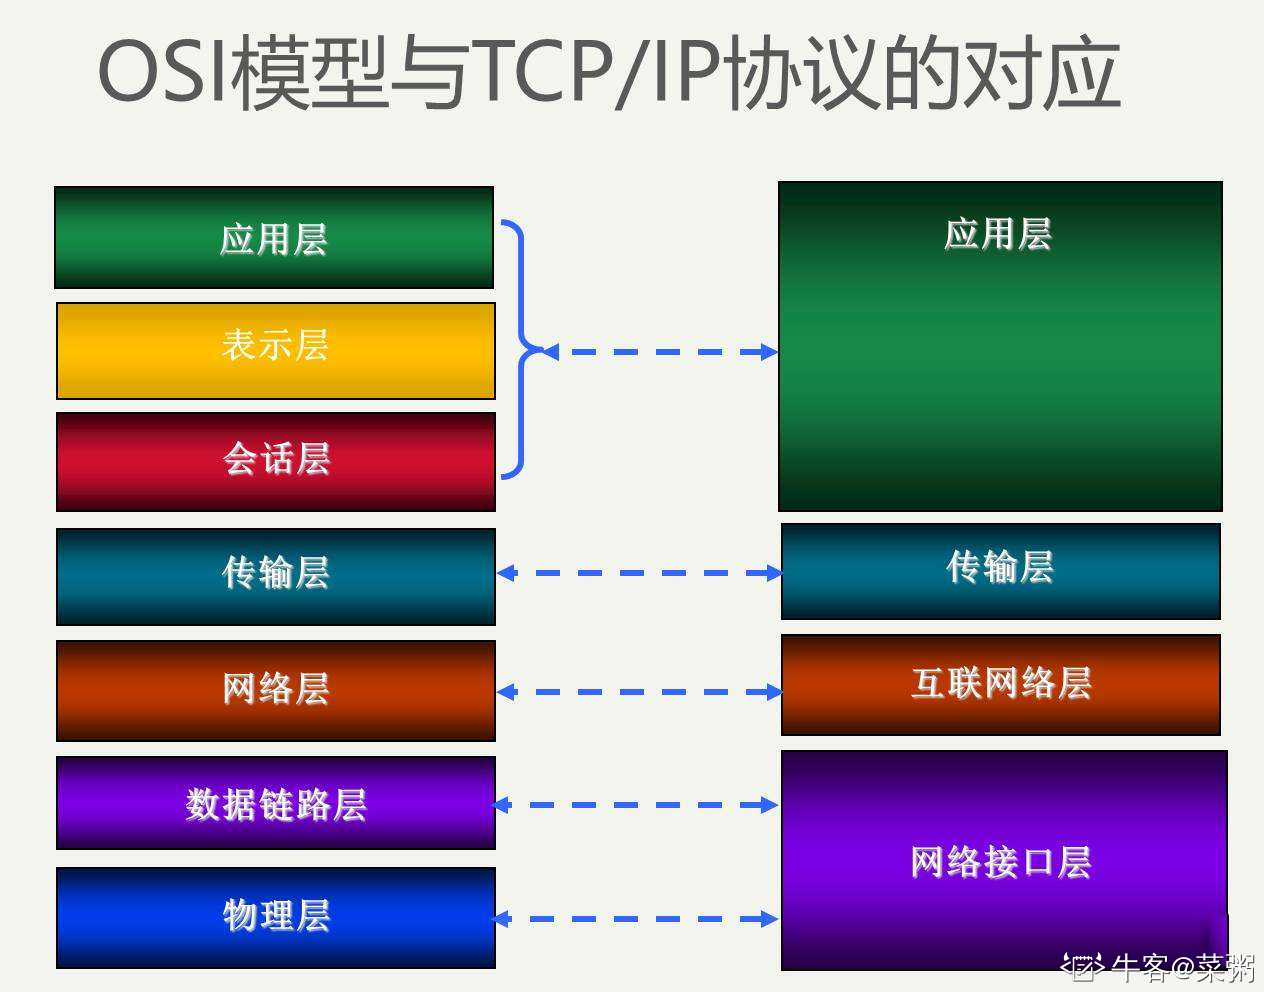 OSI模型与TCP/IP协议的对应
应用层
表示层
会话层
传输层
网络层
数据链路层
物理层
应用层
传输层
互联网络层
网络接口层
牛客@菜粥